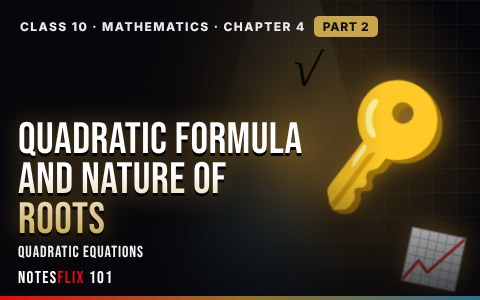 CLASS 10 · MATHEMATICS · CHAPTER 4 PART 2
√
QUADRATIC FORMULA
AND NATURE OF
ROOTS
QUADRATIC EQUATIONS
NOTESFLIX 101